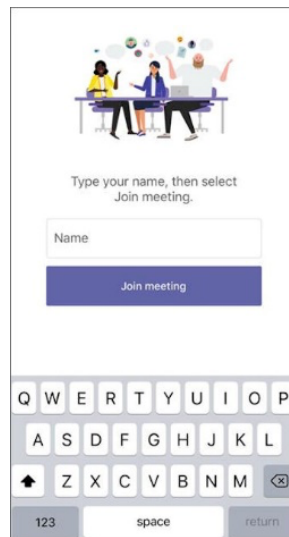 Type your name, then select
Join meeting.
Name
Join meeting
Q W E R T Y U I O P
A S D F G H J K L
Z X C V B N M
123 space return